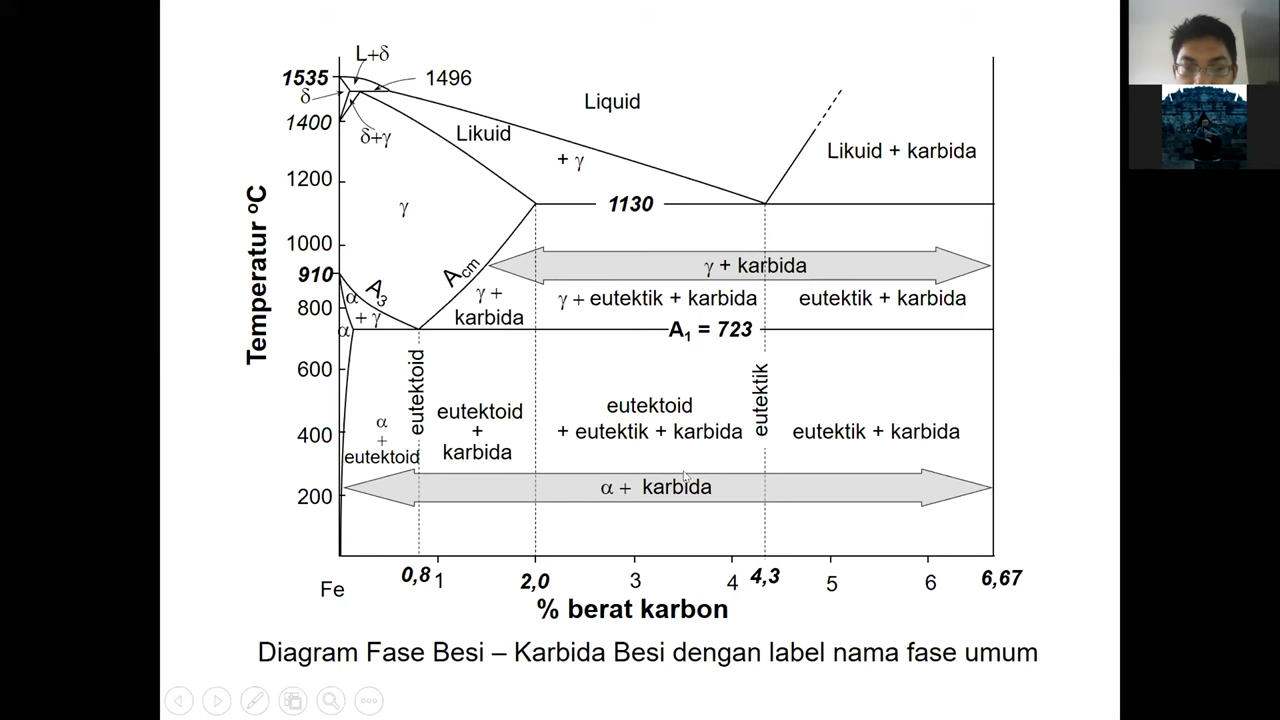 L+δ
1535
1496
δ
Liquid
1400
δ+γ
Likuid
+ γ
Likuid + karbida
1200
γ
1130
Temperatur ºC
1000
910
A3
Acm
γ + karbida
800
α
+ γ
γ +
karbida
γ + eutektik + karbida
eutektik + karbida
α
A1 = 723
600
eutektoid
eutektik
400
α
+
eutektoid
eutektoid
+
karbida
eutektoid
+ eutektik + karbida
eutektik + karbida
200
α + karbida
Fe
0,8
1
2,0
3
4
4,3
5
6
6,67
% berat karbon
Diagram Fase Besi – Karbida Besi dengan label nama fase umum